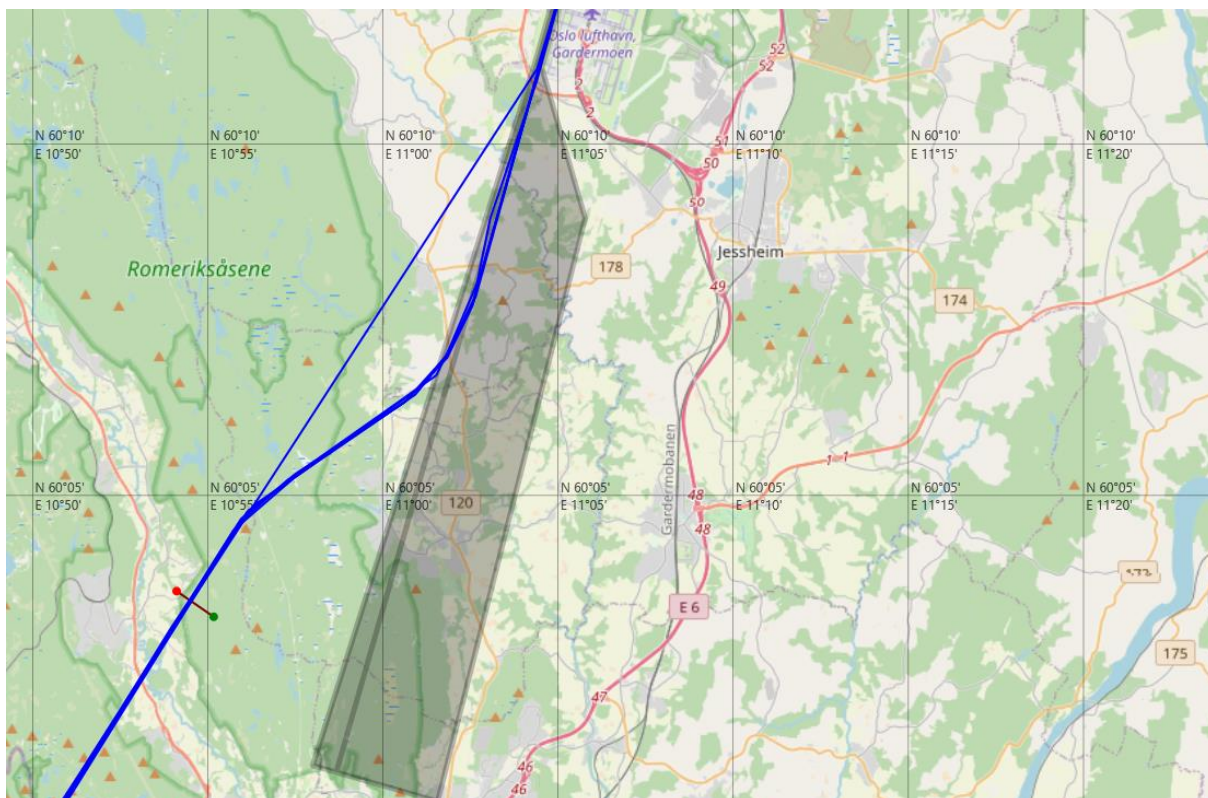 Oslo lufthavn,
Gardermoen
52
52
2
2
N 60°10'
E 10°50'
N 60°10'
E 10°55'
N 60°10'
E 11°00'
N 60°10'
E 11°05'
N 60°10'
E 11°10'
N 60°10'
E 11°15'
N 60°10'
E 11°20'
51
50
50
Jessheim
Romeriksåsene
178
49
174
Gardermobanen
1 1
N 60°05'
E 10°50'
N 60°05'
E 10°55'
N 60°05'
E 11°00'
N 60°05'
E 11°05'
N 60°05'
E 11°10'
N 60°05'
E 11°15'
N 60°05'
E 11°20'
120
48
48
E 6
175
47
46
46